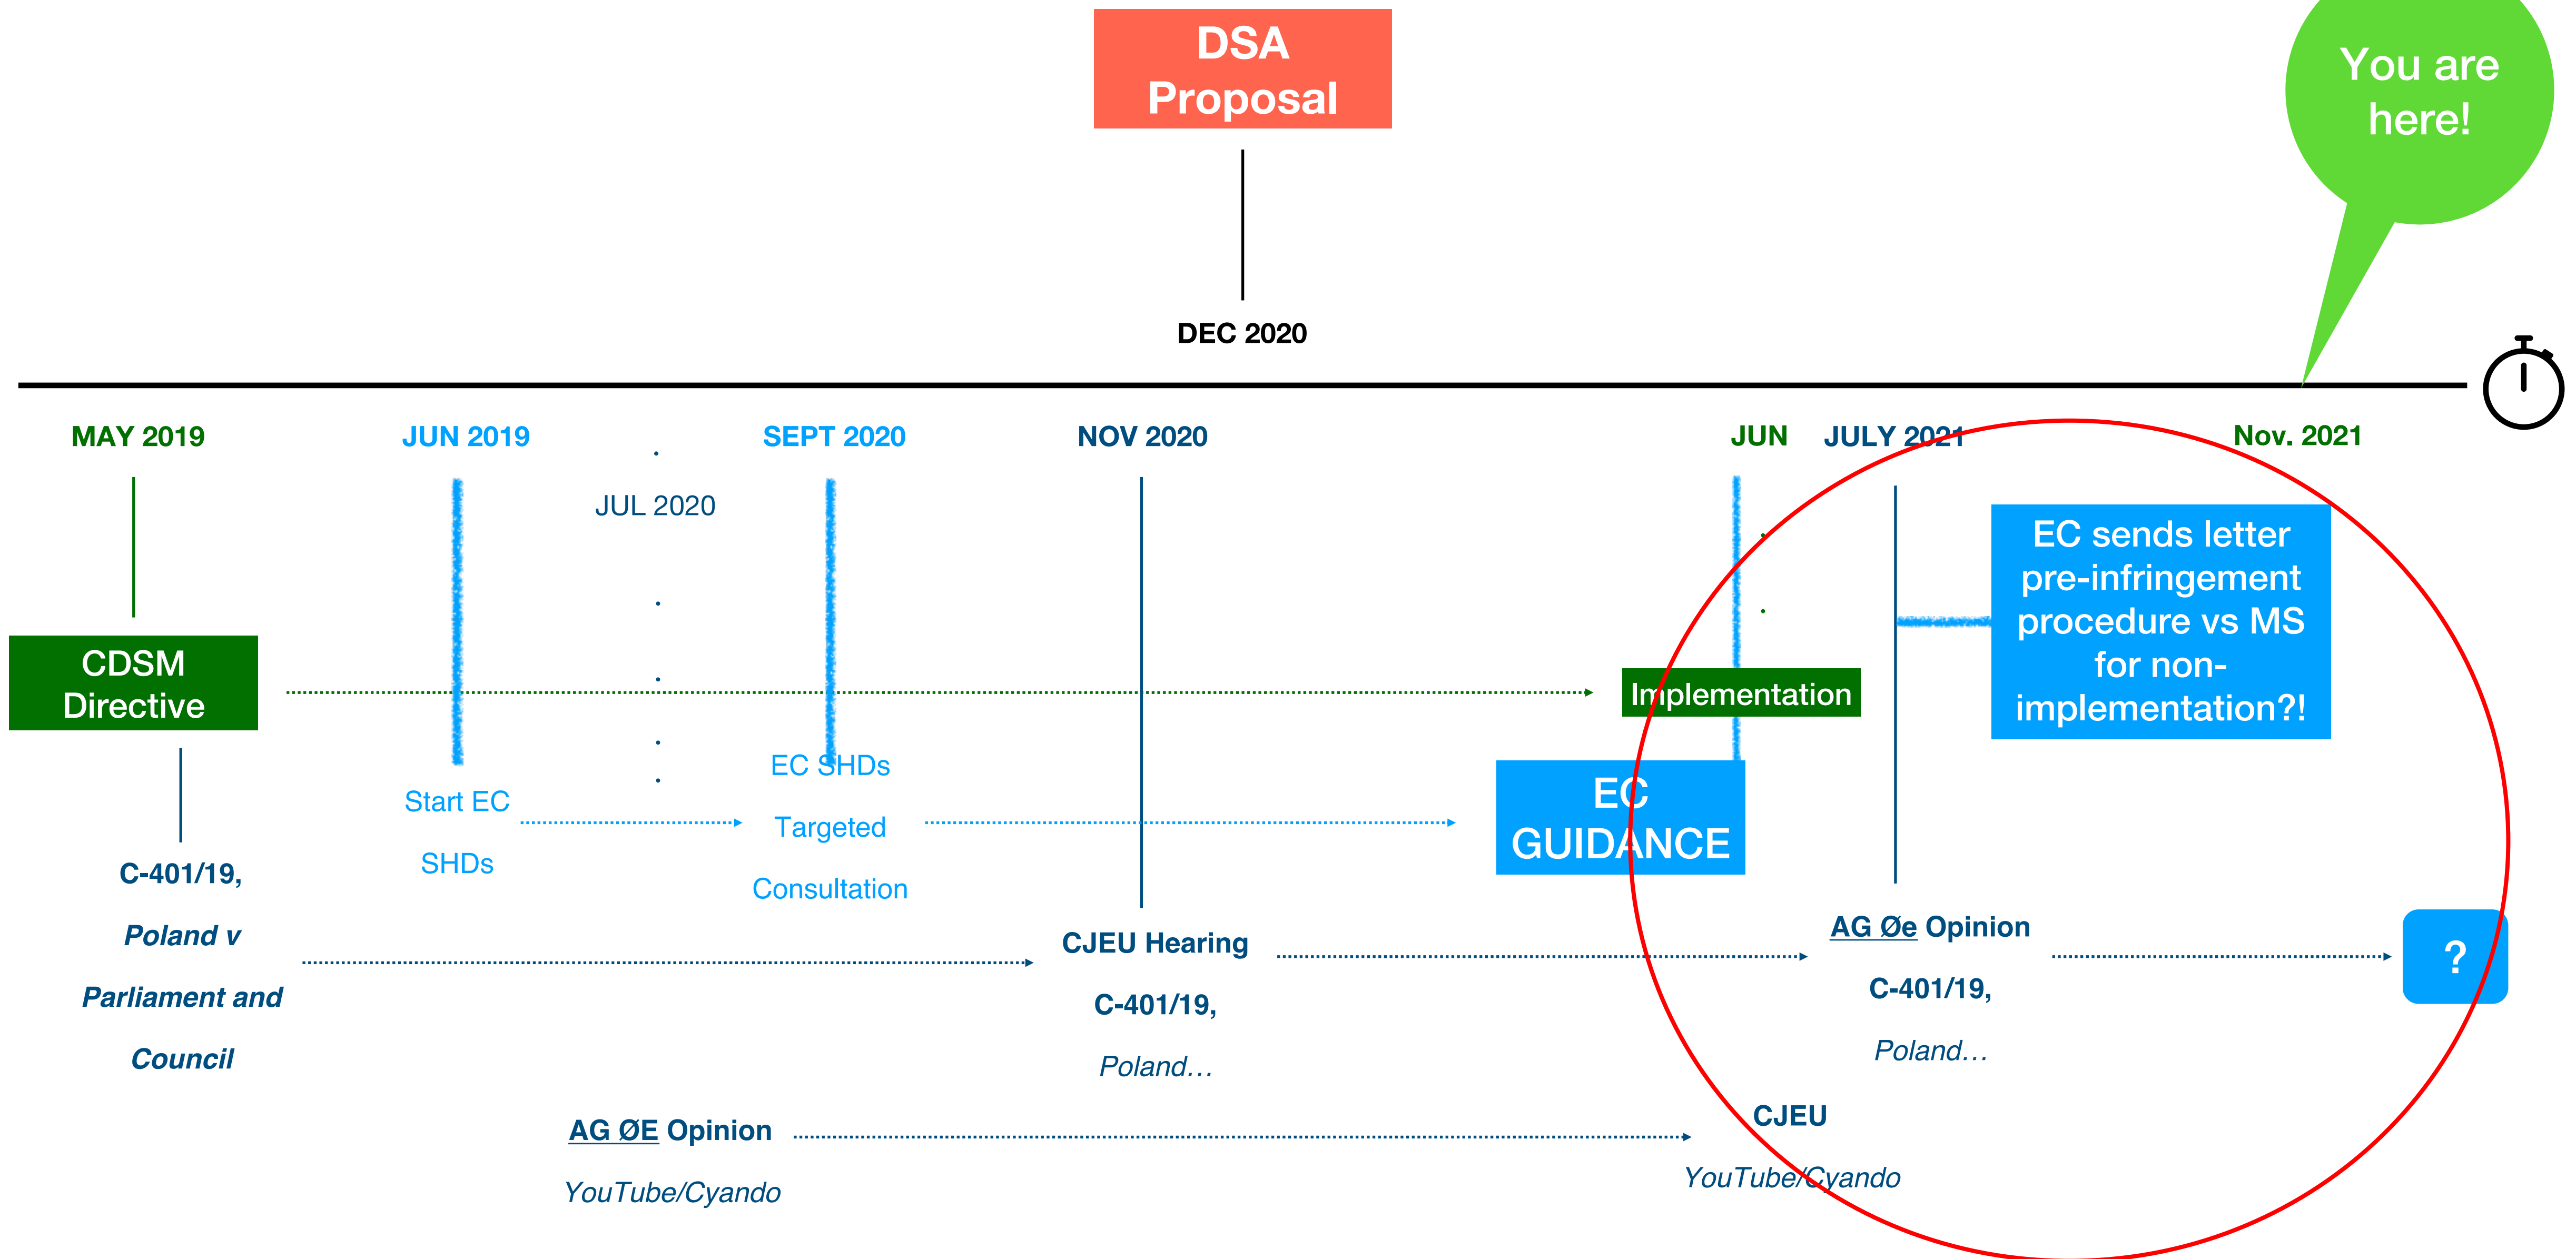 DSA
Proposal
You are
here!
DEC 2020
MAY 2019
JUN 2019
JUL 2020
SEPT 2020
NOV 2020
JUN
JULY 2021
Nov. 2021
CDSM
Directive
Implementation
EC sends letter
pre-infringement
procedure vs MS
for non-
implementation?!
Start EC
SHDs
EC SHDs
Targeted
Consultation
EC
GUIDANCE
C-401/19,
Poland v
Parliament and
Council
CJEU Hearing
C-401/19,
Poland…
AG Øe Opinion
C-401/19,
Poland…
?
AG ØE Opinion
YouTube/Cyando
CJEU
YouTube/Cyando